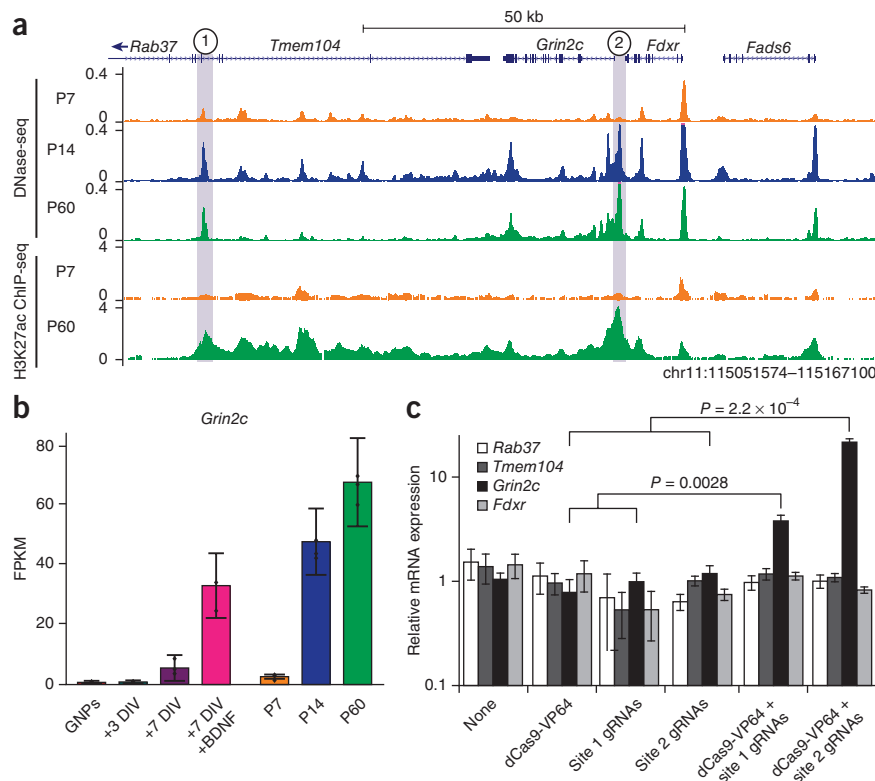 a
50 kb
Rab37
1
Tmem104
Grin2c
2
Fdxr
Fads6
DNase-seq
P7
0.4
0
P14
0.4
0
P60
0.4
0
H3K27ac ChIP-seq
P7
4
0
P60
4
0
chr11:115051574–115167100
b
Grin2c
FPKM
80
60
40
20
0
GNPs
+3 DIV
+7 DIV
+7 DIV
+BDNF
P7
P14
P60
c
P = 2.2 × 10⁻⁴
P = 0.0028
Rab37
Tmem104
Grin2c
Fdxr
Relative mRNA expression
10
1
0.1
None
dCas9-VP64
Site 1 gRNAs
Site 2 gRNAs
dCas9-VP64 +
site 1 gRNAs
dCas9-VP64 +
site 2 gRNAs